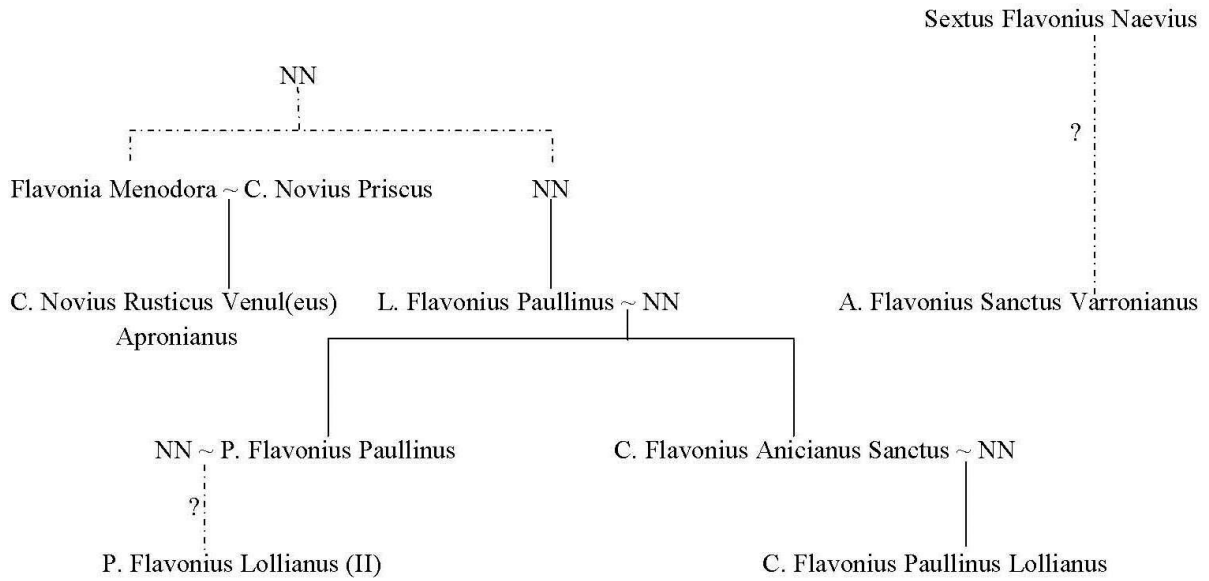 Sextus Flavonius Naevius
NN
?
Flavonia Menodora ~ C. Novius Priscus
NN
C. Novius Rusticus Venul(eus)
Apronianus
L. Flavonius Paullinus ~ NN
A. Flavonius Sanctus Varronianus
NN ~ P. Flavonius Paullinus
C. Flavonius Anicianus Sanctus ~ NN
?
P. Flavonius Lollianus (II)
C. Flavonius Paullinus Lollianus